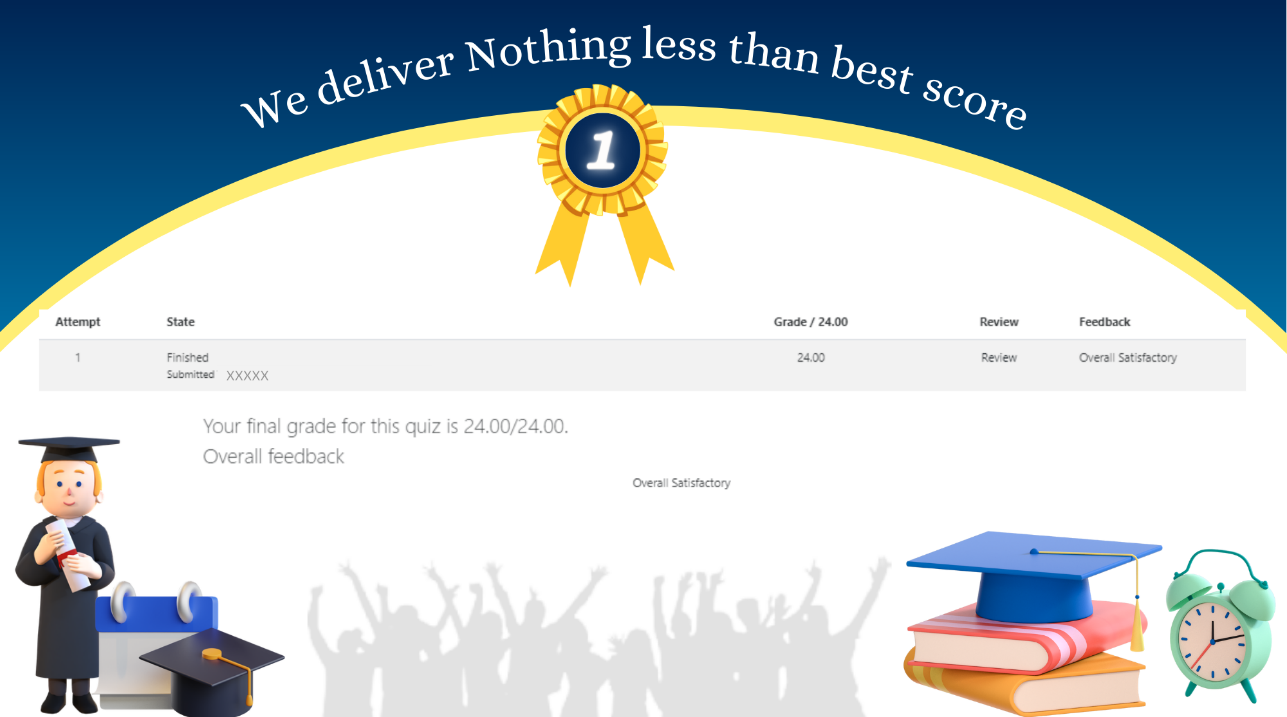 We deliver Nothing less than best score
1
Attempt State Grade / 24.00 Review Feedback
1 Finished 24.00 Review Overall Satisfactory
Submitted XXXXX
Your final grade for this quiz is 24.00/24.00.
Overall feedback
Overall Satisfactory